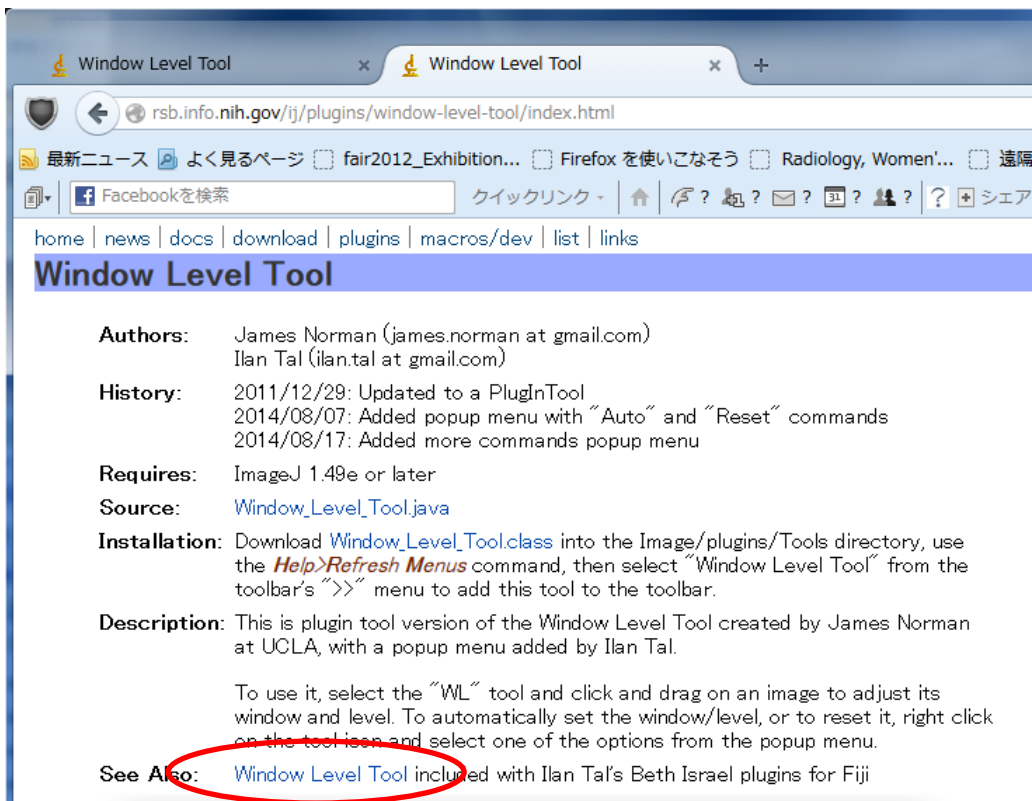 Window Level Tool × Window Level Tool × +
rsb.info.nih.gov/ij/plugins/window-level-tool/index.html
最新ニュース よく見るページ fair2012_Exhibition... Firefox を使いこなそう Radiology, Women'... 遠隔
Facebookを検索 クイックリンク ? ? ? 31 ? ? ? シェア
home | news | docs | download | plugins | macros/dev | list | links
Window Level Tool
Authors: James Norman (james.norman at gmail.com)
Ilan Tal (ilan.tal at gmail.com)
History: 2011/12/29: Updated to a PlugInTool
2014/08/07: Added popup menu with "Auto" and "Reset" commands
2014/08/17: Added more commands popup menu
Requires: ImageJ 1.49e or later
Source: Window_Level_Tool.java
Installation: Download Window_Level_Tool.class into the Image/plugins/Tools directory, use
the Help>Refresh Menus command, then select "Window Level Tool" from the
toolbar's ">>" menu to add this tool to the toolbar.
Description: This is plugin tool version of the Window Level Tool created by James Norman
at UCLA, with a popup menu added by Ilan Tal.
To use it, select the "WL" tool and click and drag on an image to adjust its
window and level. To automatically set the window/level, or to reset it, right click
on the tool icon and select one of the options from the popup menu.
See Also: Window Level Tool included with Ilan Tal's Beth Israel plugins for Fiji